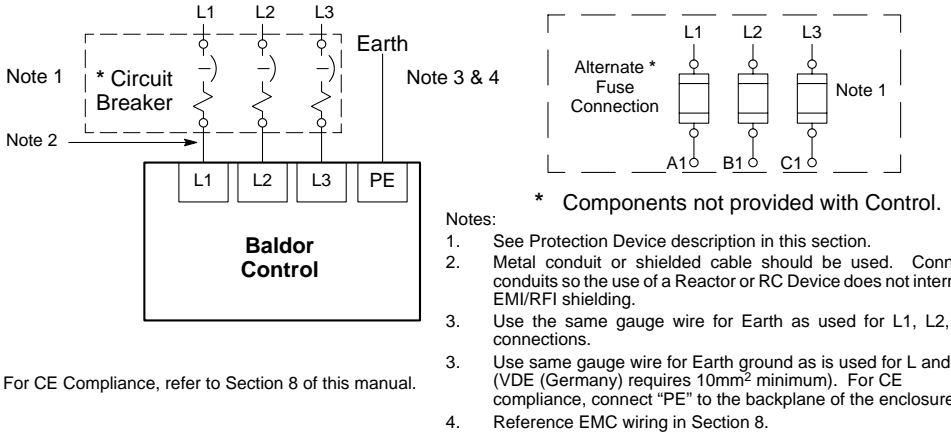 L1 L2 L3
Earth
Note 1
* Circuit
Breaker
Note 3 & 4
Note 2
L1 L2 L3 PE
Baldor
Control
For CE Compliance, refer to Section 8 of this manual.
L1 L2 L3
Alternate *
Fuse
Connection
Note 1
A1 B1 C1
* Components not provided with Control.
Notes:
1. See Protection Device description in this section.
2. Metal conduit or shielded cable should be used. Conn
conduits so the use of a Reactor or RC Device does not interr
EMI/RFI shielding.
3. Use the same gauge wire for Earth as used for L1, L2,
connections.
3. Use same gauge wire for Earth ground as is used for L and
(VDE (Germany) requires 10mm² minimum). For CE
compliance, connect “PE” to the backplane of the enclosure
4. Reference EMC wiring in Section 8.